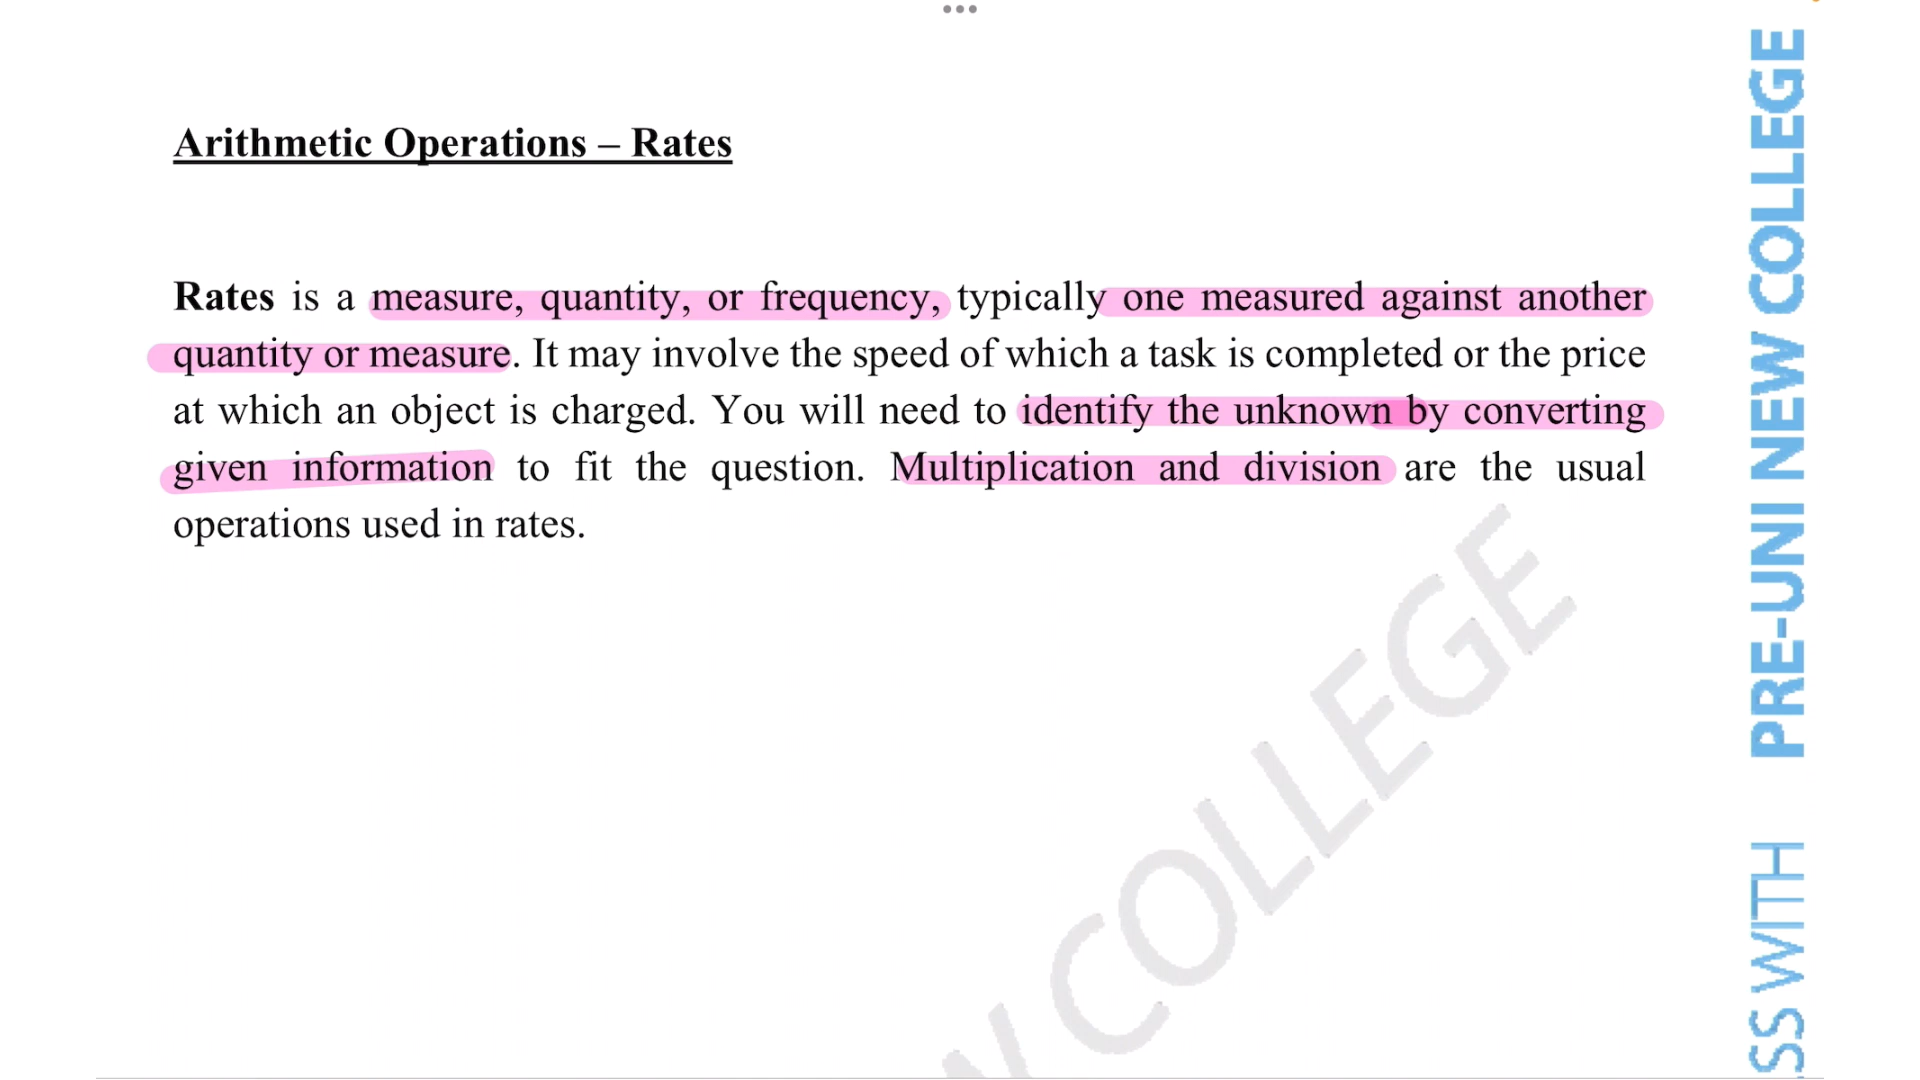 Arithmetic Operations – Rates
Rates is a measure, quantity, or frequency, typically one measured against another
quantity or measure. It may involve the speed of which a task is completed or the price
at which an object is charged. You will need to identify the unknown by converting
given information to fit the question. Multiplication and division are the usual
operations used in rates.
SS WITH PRE-UNI NEW COLLEGE
W COLLEGE